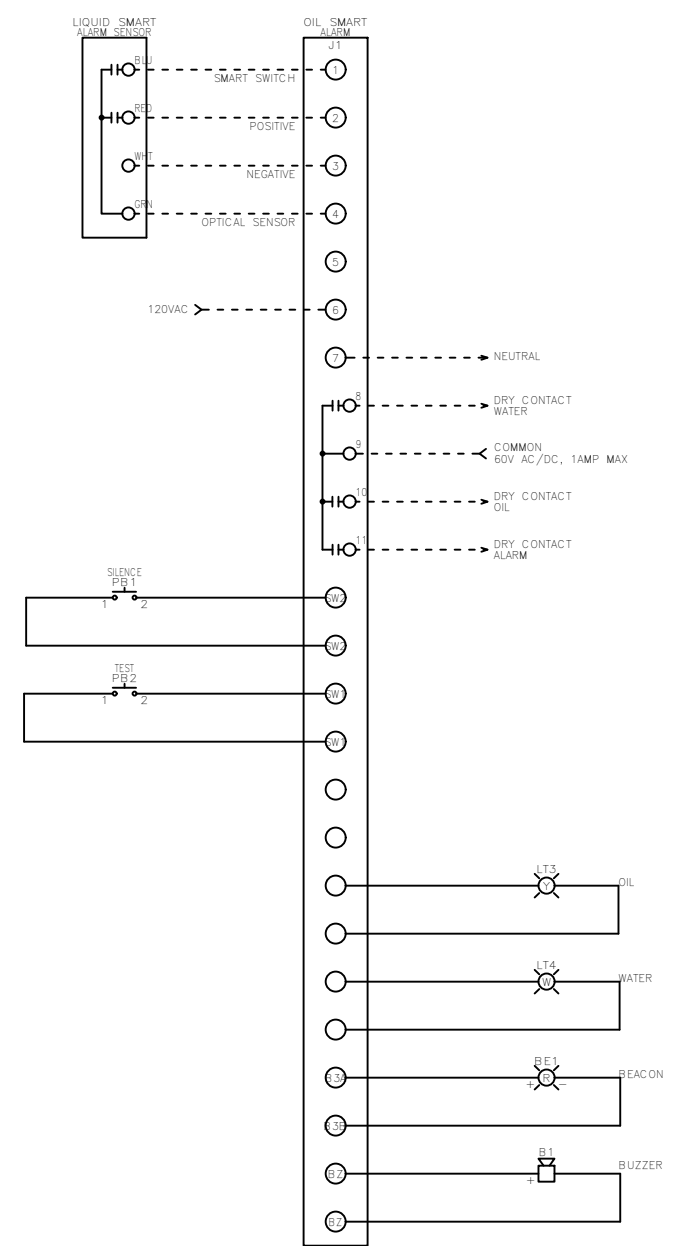 LIQUID SMART
ALARM SENSOR
OIL SMART
ALARM
J1
BLU
SMART SWITCH
1
RED
POSITIVE
2
WHT
NEGATIVE
3
GRN
OPTICAL SENSOR
4
5
120VAC
6
7
NEUTRAL
8
DRY CONTACT
WATER
9
COMMON
60V AC/DC, 1AMP MAX
10
DRY CONTACT
OIL
11
DRY CONTACT
ALARM
SILENCE
PB1
1 2
SW2
SW2
TEST
PB2
1 2
SW1
SW1
LT3
Y
OIL
LT4
W
WATER
BE1
B3A
+ R -
BEACON
B3B
B1
BZ
+
BUZZER
BZ